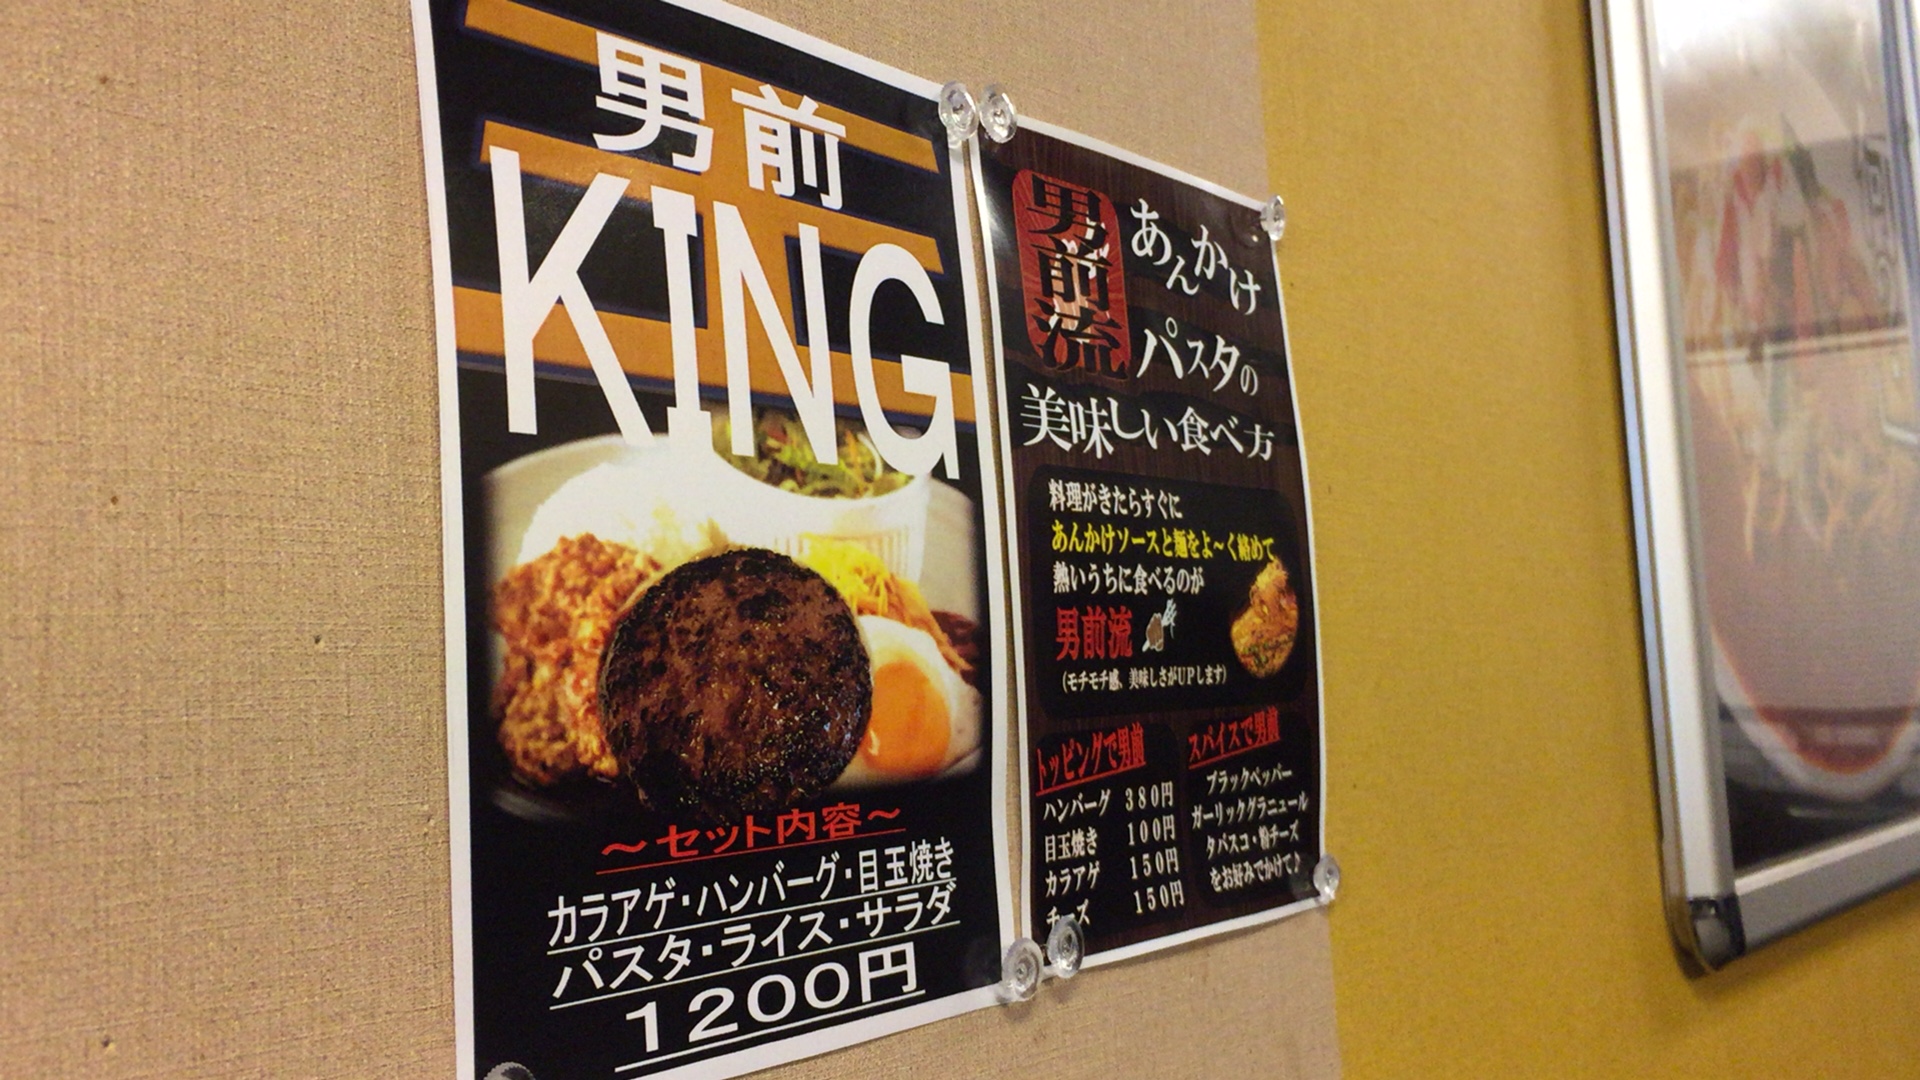 男前
KING
～セット内容～
カラアゲ・ハンバーグ・目玉焼き
パスタ・ライス・サラダ
1200円
男前流
あんかけ
パスタの
美味しい食べ方
料理がきたらすぐに
あんかけソースと麺をよ～く絡めて
熱いうちに食べるのが
男前流
(モチモチ感、美味しさがUPします)
トッピングで男前
ハンバーグ 380円
目玉焼き 100円
カラアゲ 150円
チーズ 150円
スパイスで男前
ブラックペッパー
ガーリックグラニュール
タバスコ・粉チーズ
をお好みでかけて♪